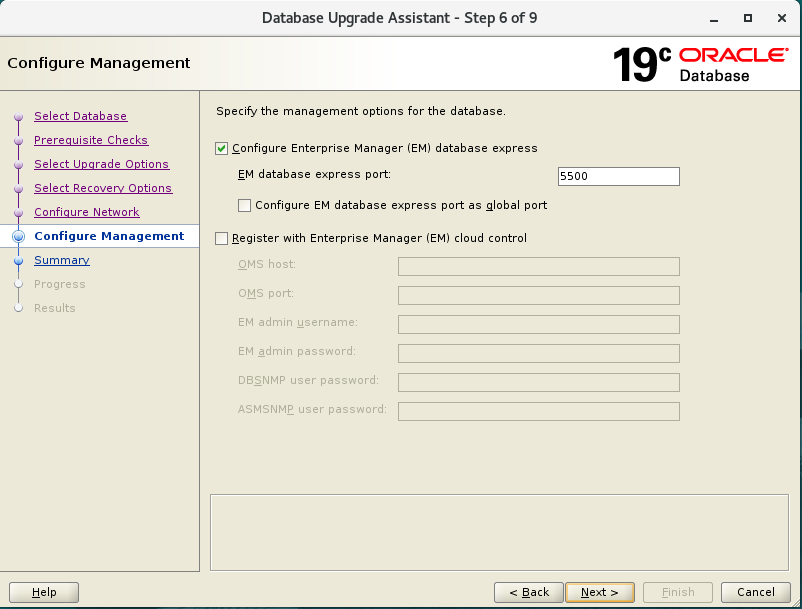 Database Upgrade Assistant - Step 6 of 9
Configure Management
19c ORACLE
Database
Select Database
Prerequisite Checks
Select Upgrade Options
Select Recovery Options
Configure Network
Configure Management
Summary
Progress
Results
Specify the management options for the database.
Configure Enterprise Manager (EM) database express
EM database express port: 5500
Configure EM database express port as global port
Register with Enterprise Manager (EM) cloud control
OMS host:
OMS port:
EM admin username:
EM admin password:
DBSNMP user password:
ASMSNMP user password:
Help < Back Next > Finish Cancel